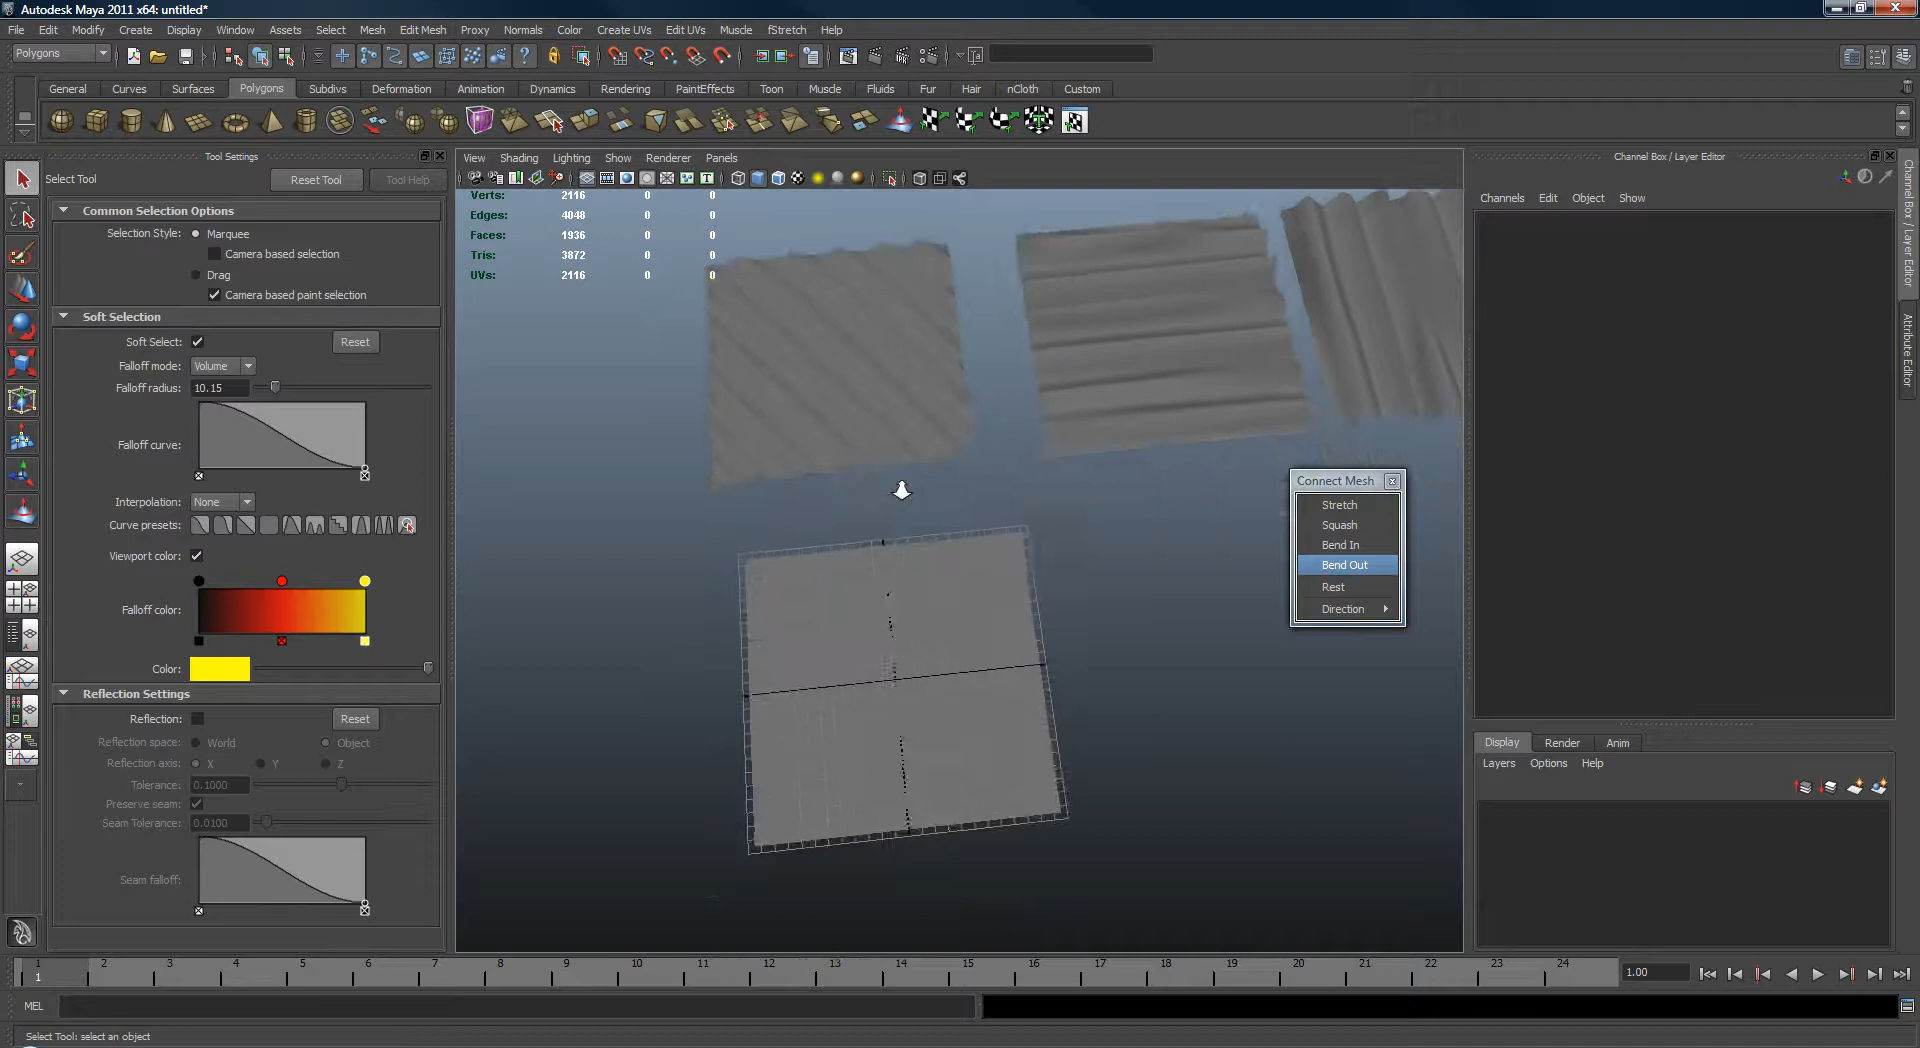 Autodesk Maya 2011 x64: untitled*
File Edit Modify Create Display Window Assets Select Mesh Edit Mesh Proxy Normals Color Create UVs Edit UVs Muscle fStretch Help
Polygons
General Curves Surfaces Polygons Subdivs Deformation Animation Dynamics Rendering PaintEffects Toon Muscle Fluids Fur Hair nCloth Custom
Tool Settings
Select Tool Reset Tool Tool Help
Common Selection Options
Selection Style: Marquee
Camera based selection
Drag
Camera based paint selection
Soft Selection
Soft Select: Reset
Falloff mode: Volume
Falloff radius: 10.15
Falloff curve:
Interpolation: None
Curve presets:
Viewport color:
Falloff color:
Color:
Reflection Settings
Reflection: Reset
Reflection space: World Object
Reflection axis: X Y Z
Tolerance: 0.1000
Preserve seam:
Seam Tolerance: 0.0100
Seam falloff:
View Shading Lighting Show Renderer Panels
Verts: 2116 0 0
Edges: 4048 0 0
Faces: 1936 0 0
Tris: 3872 0 0
UVs: 2116 0 0
Connect Mesh
Stretch
Squash
Bend In
Bend Out
Rest
Direction
Channel Box / Layer Editor
Channels Edit Object Show
Channel Box / Layer Editor
Attribute Editor
Display Render Anim
Layers Options Help
1 2 3 4 5 6 7 8 9 10 11 12 13 14 15 16 17 18 19 20 21 22 23 24
1
1.00
MEL
Select Tool: select an object